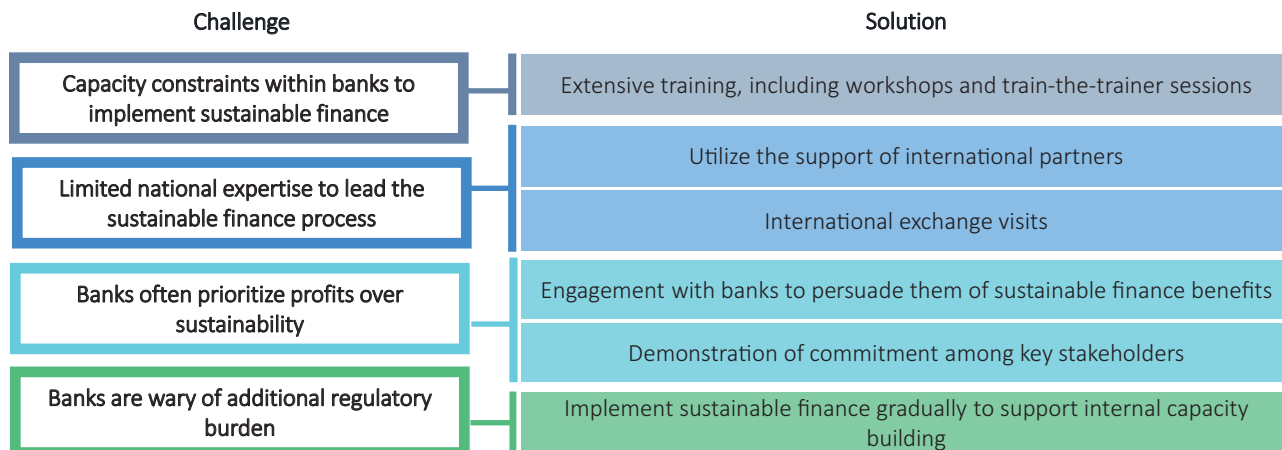 Challenge
Solution
Capacity constraints within banks to
implement sustainable finance
Extensive training, including workshops and train-the-trainer sessions
Limited national expertise to lead the
sustainable finance process
Utilize the support of international partners
International exchange visits
Banks often prioritize profits over
sustainability
Engagement with banks to persuade them of sustainable finance benefits
Demonstration of commitment among key stakeholders
Banks are wary of additional regulatory
burden
Implement sustainable finance gradually to support internal capacity
building